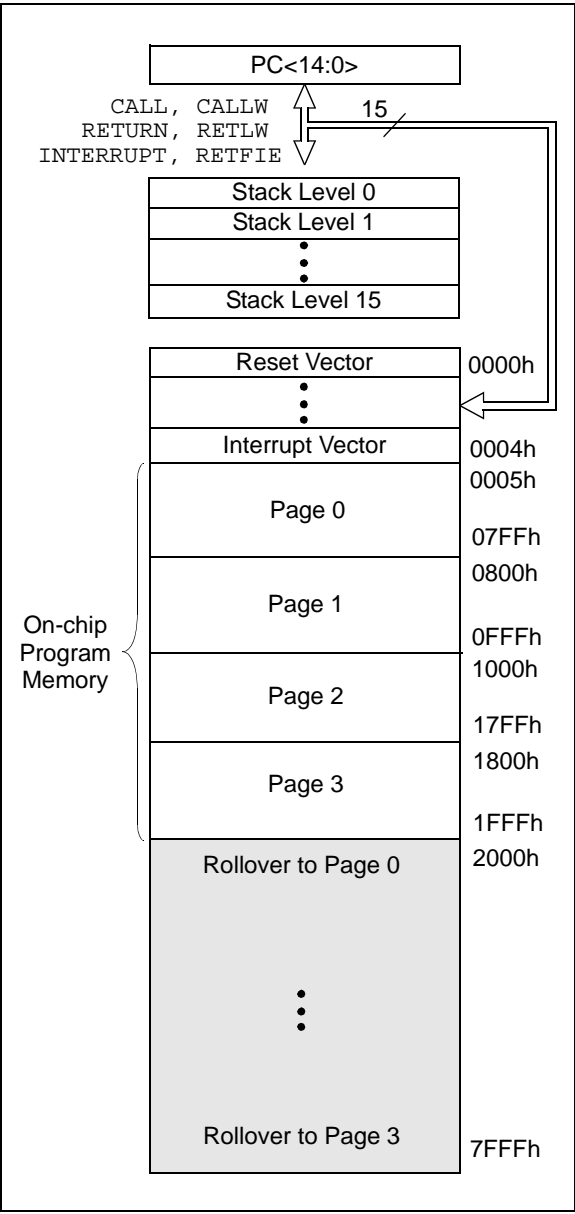 PC<14:0>
CALL, CALLW
RETURN, RETLW
INTERRUPT, RETFIE
15
Stack Level 0
Stack Level 1
Stack Level 15
Reset Vector
0000h
Interrupt Vector
0004h
0005h
Page 0
07FFh
0800h
Page 1
0FFFh
On-chip
Program
Memory
1000h
Page 2
17FFh
1800h
Page 3
1FFFh
2000h
Rollover to Page 0
Rollover to Page 3
7FFFh